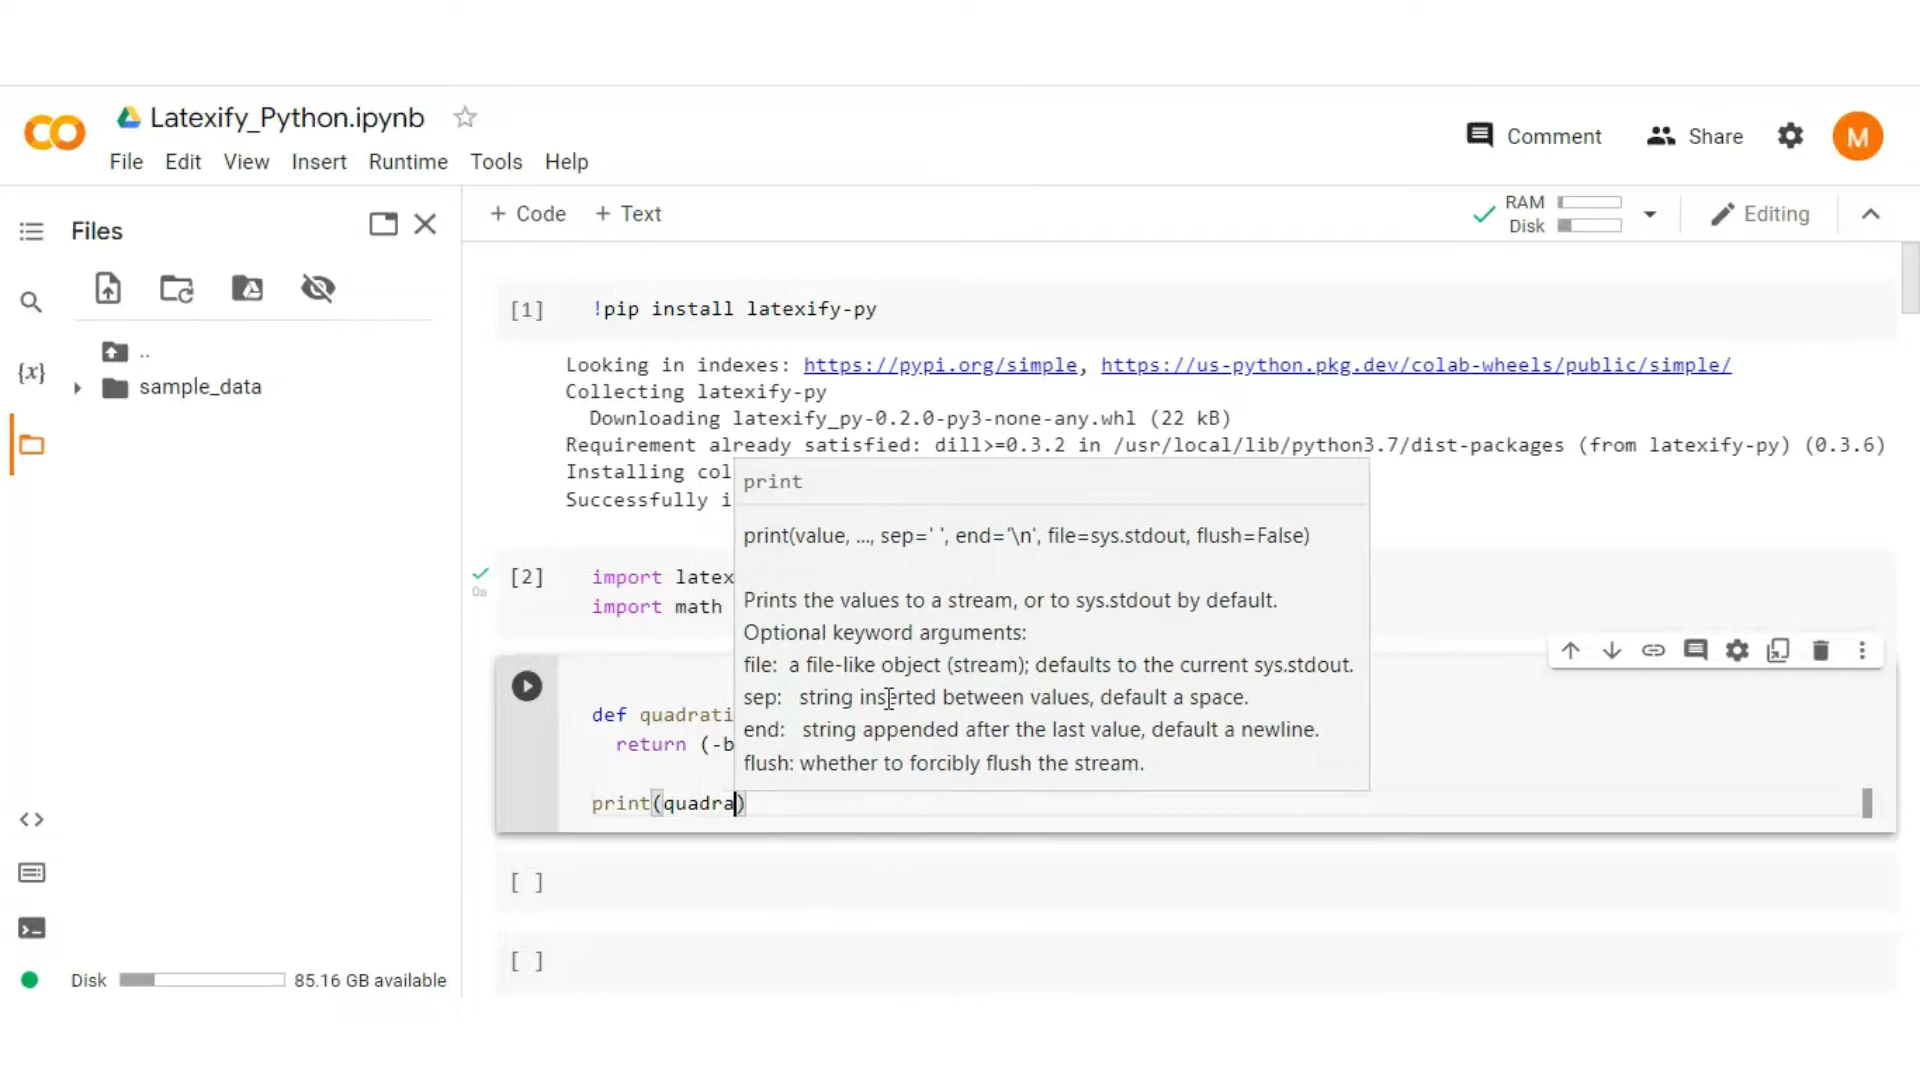 Latexify_Python.ipynb
File Edit View Insert Runtime Tools Help
Comment Share M
Files
+ Code + Text
RAM
Disk
Editing
..
sample_data
{x}
[1] !pip install latexify-py
Looking in indexes: https://pypi.org/simple, https://us-python.pkg.dev/colab-wheels/public/simple/
Collecting latexify-py
Downloading latexify_py-0.2.0-py3-none-any.whl (22 kB)
Requirement already satisfied: dill>=0.3.2 in /usr/local/lib/python3.7/dist-packages (from latexify-py) (0.3.6)
Installing col
Successfully i
print
print(value, ..., sep=' ', end='\n', file=sys.stdout, flush=False)
Prints the values to a stream, or to sys.stdout by default.
Optional keyword arguments:
file: a file-like object (stream); defaults to the current sys.stdout.
sep: string inserted between values, default a space.
end: string appended after the last value, default a newline.
flush: whether to forcibly flush the stream.
[2] import latex
0s
import math
def quadrati
return (-b
print(quadra)
[ ]
[ ]
Disk 85.16 GB available